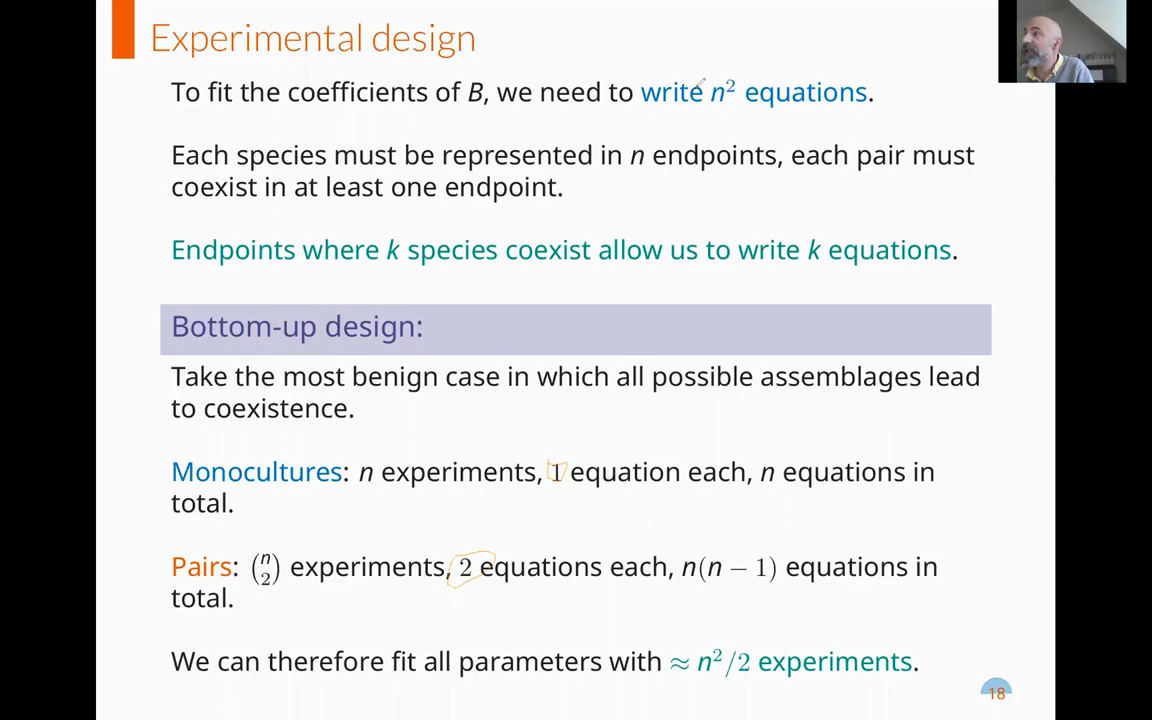 Experimental design
To fit the coefficients of B, we need to write n² equations.
Each species must be represented in n endpoints, each pair must
coexist in at least one endpoint.
Endpoints where k species coexist allow us to write k equations.
Bottom-up design:
Take the most benign case in which all possible assemblages lead
to coexistence.
Monocultures: n experiments, 1 equation each, n equations in
total.
Pairs: (n 2) experiments, 2 equations each, n(n − 1) equations in
total.
We can therefore fit all parameters with ≈ n²/2 experiments.
18